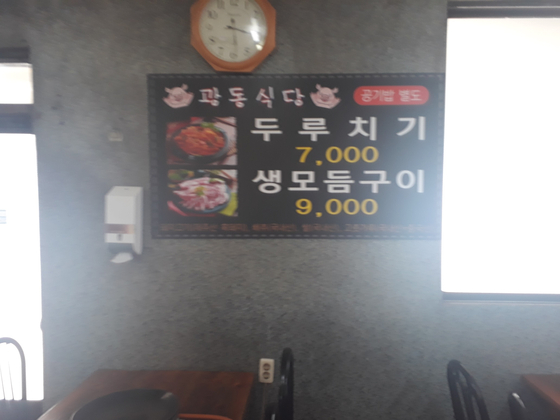 광동식당 공기밥 별도
두루치기
7,000
생모듬구이
9,000